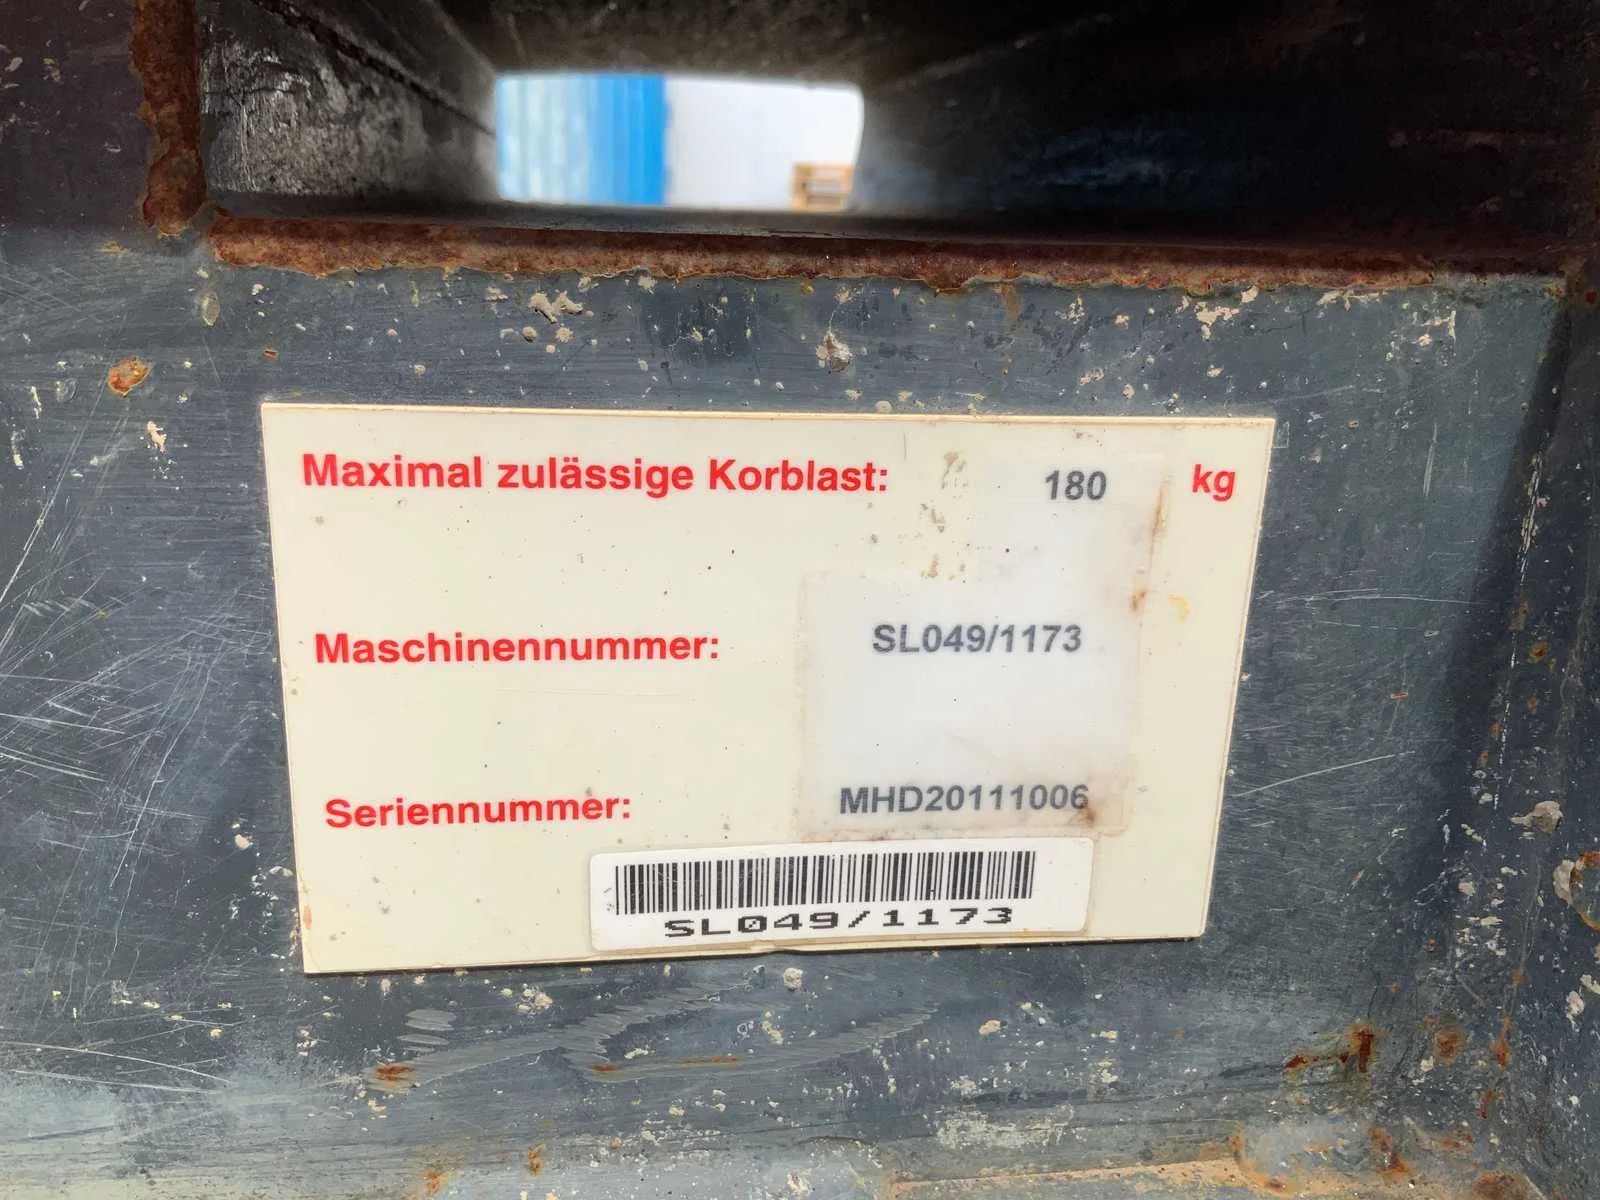 Maximal zulässige Korblast: 180 kg
Maschinennummer: SL049/1173
Seriennummer: MHD20111006
SL049/1173